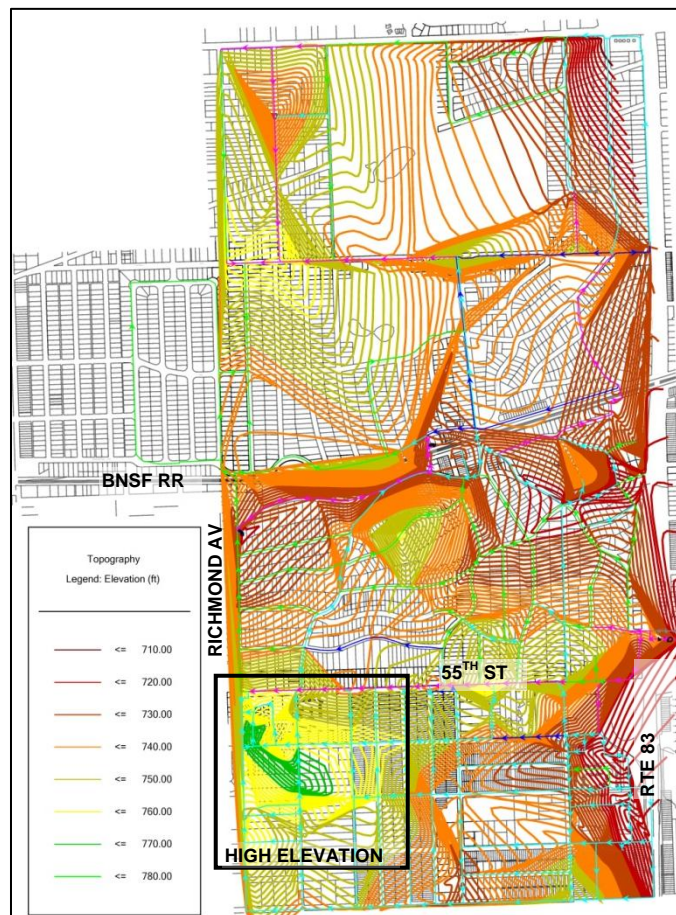 BNSF RR
RICHMOND AV
Topography
Legend: Elevation (ft)
<= 710.00
<= 720.00
<= 730.00
<= 740.00
<= 750.00
<= 760.00
<= 770.00
<= 780.00
55TH ST
RTE 83
HIGH ELEVATION